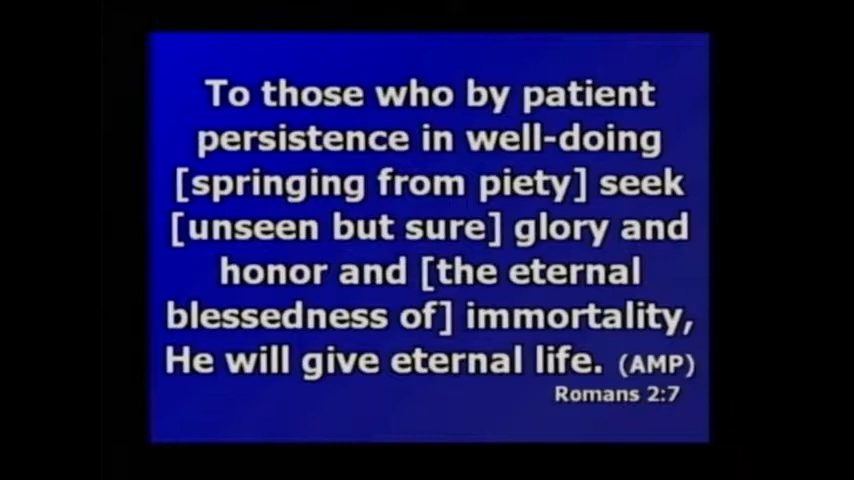 To those who by patient
persistence in well-doing
[springing from piety] seek
[unseen but sure] glory and
honor and [the eternal
blessedness of] immortality,
He will give eternal life. (AMP)
Romans 2:7